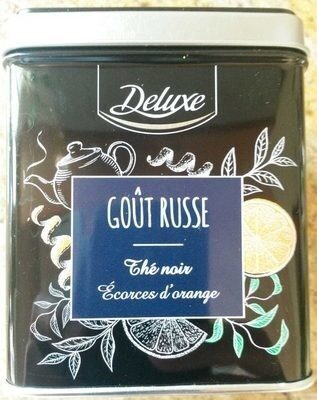 Deluxe
GOÛT RUSSE
Thé noir
Écorces d'orange